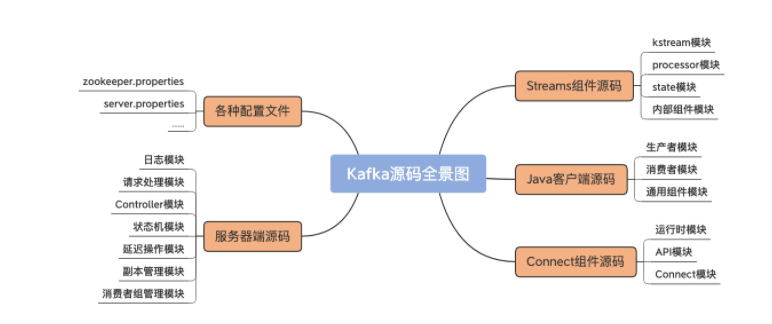 Kafka源码全景图
各种配置文件
zookeeper.properties
server.properties
.....
服务器端源码
日志模块
请求处理模块
Controller模块
状态机模块
延迟操作模块
副本管理模块
消费者组管理模块
Streams组件源码
kstream模块
processor模块
state模块
内部组件模块
Java客户端源码
生产者模块
消费者模块
通用组件模块
Connect组件源码
运行时模块
API模块
Connect模块